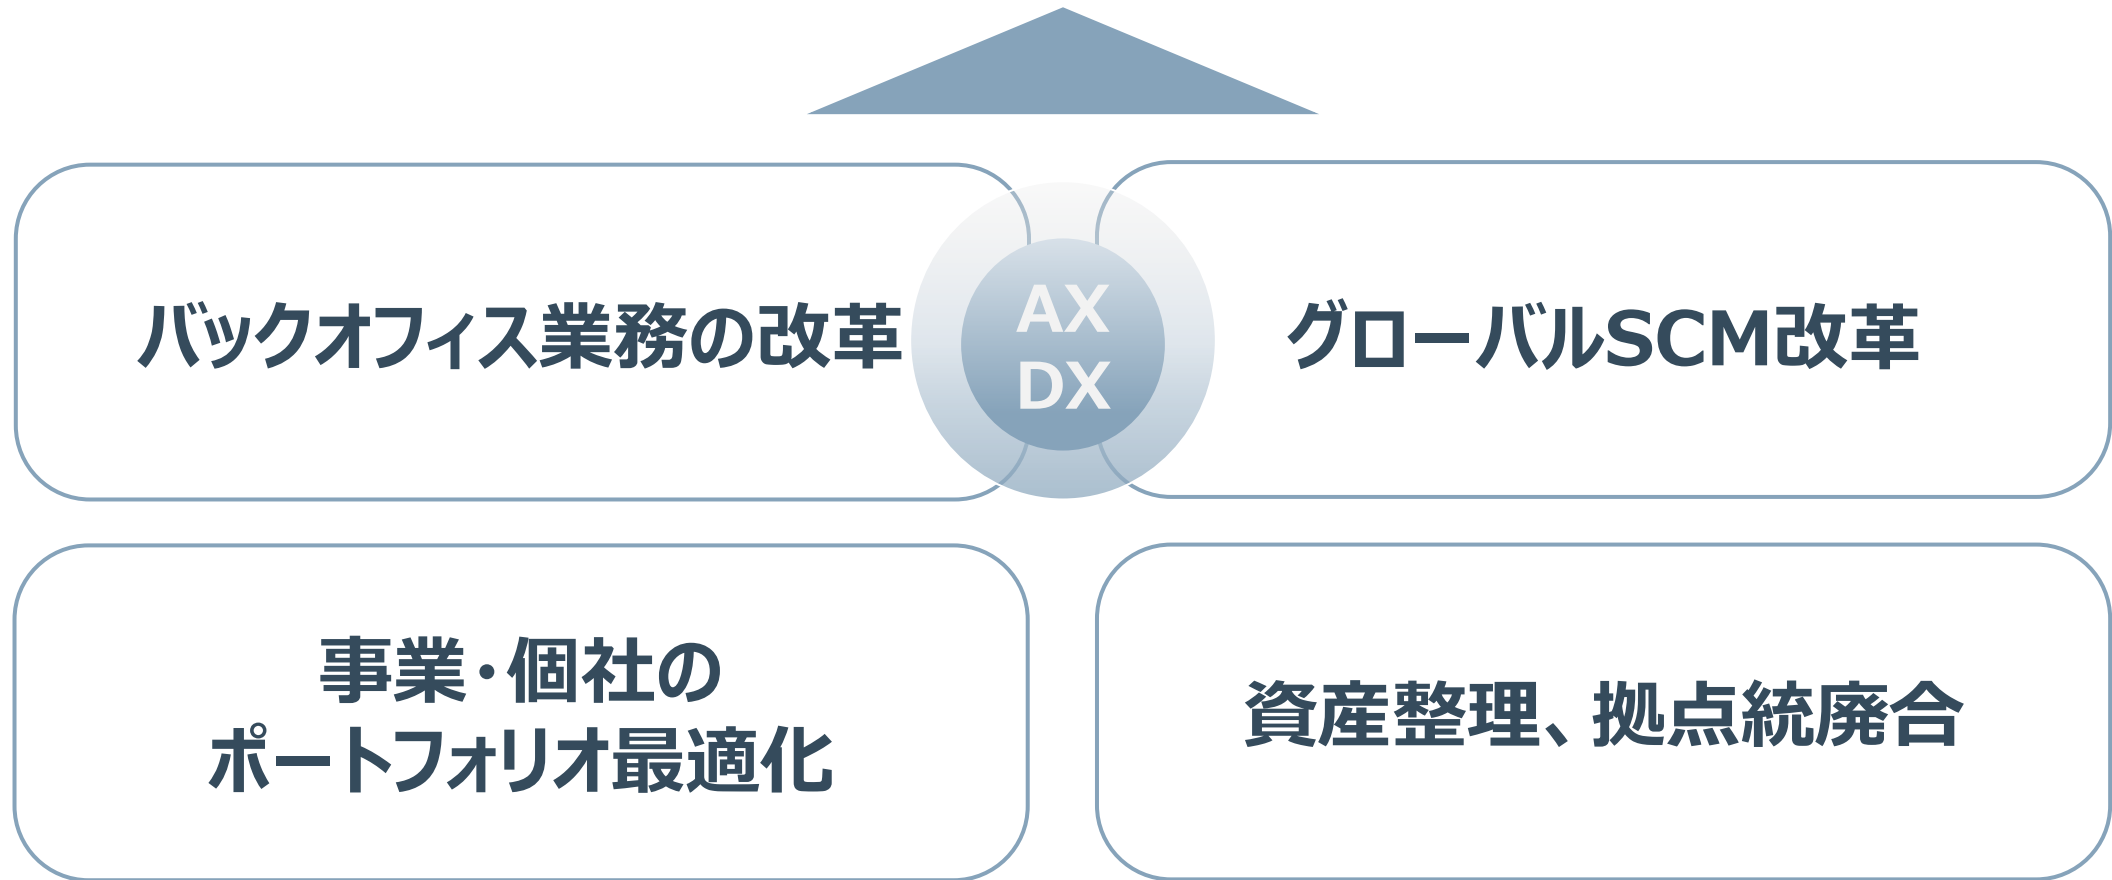 バックオフィス業務の改革
AX
DX
グローバルSCM改革
事業・個社の
ポートフォリオ最適化
資産整理、拠点統廃合